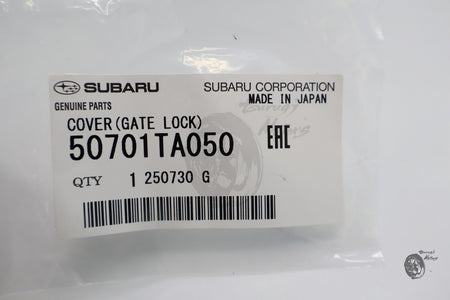 SUBARU SUBARU CORPORATION
GENUINE PARTS MADE IN JAPAN
COVER(GATE LOCK)
50701TA050 EAC
QTY 1 250730 G